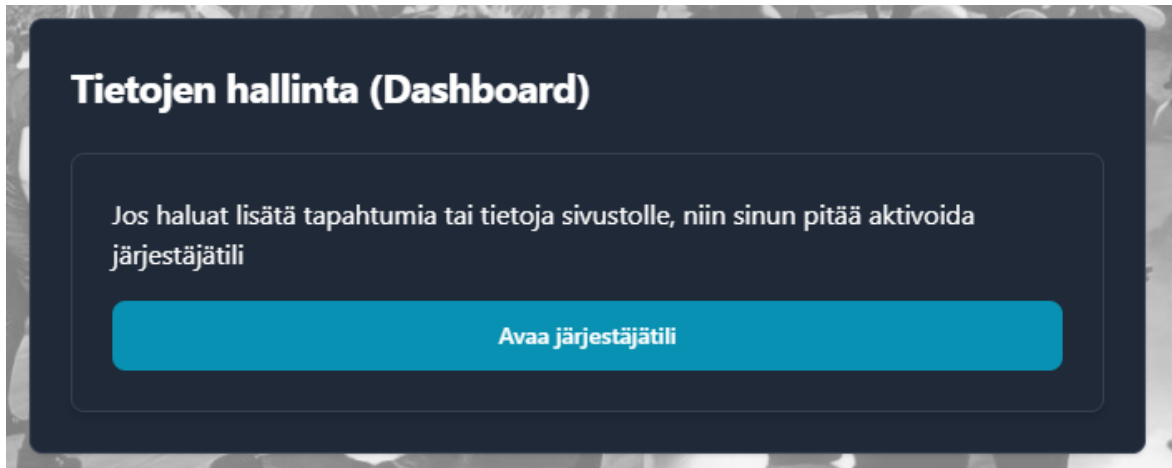 Tietojen hallinta (Dashboard)
Jos haluat lisätä tapahtumia tai tietoja sivustolle, niin sinun pitää aktivoida
järjestäjätili
Avaa järjestäjätili